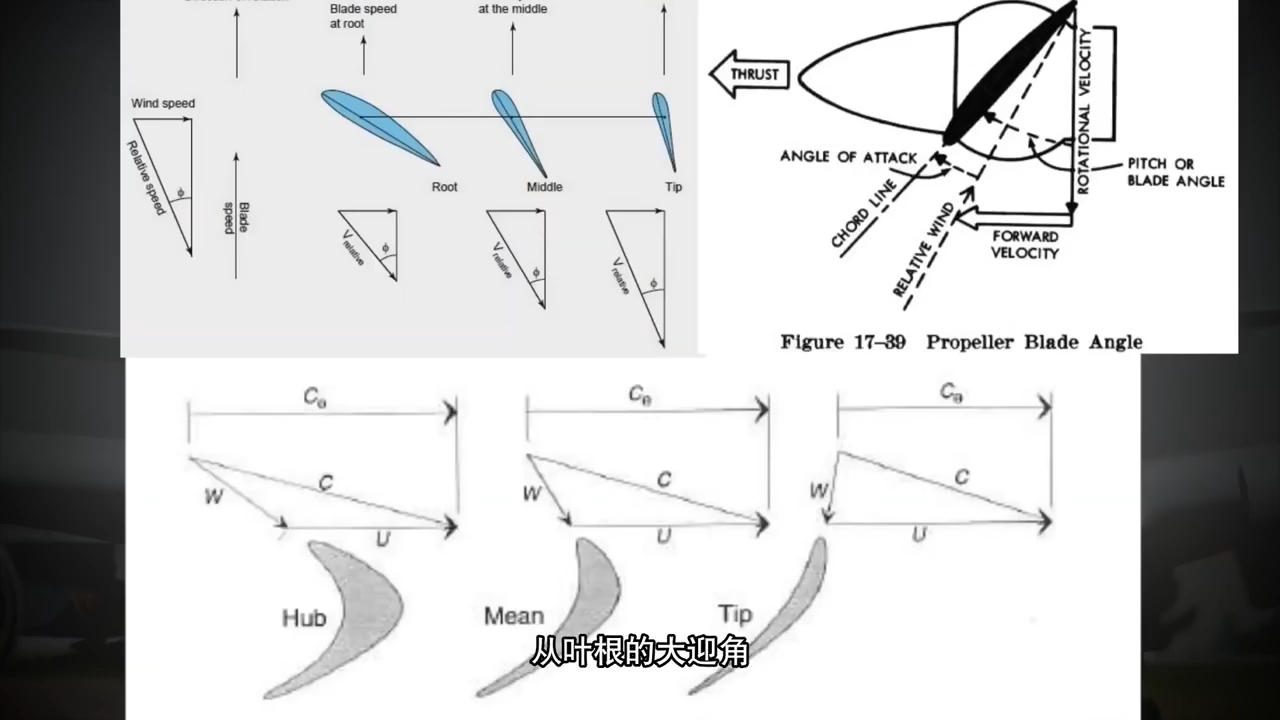 Blade speed
at root
at the middle
Wind speed
Relative speed
ϕ
Blade
speed
Root
Middle
Tip
V relative
ϕ
V relative
ϕ
V relative
ϕ
THRUST
ROTATIONAL VELOCITY
ANGLE OF ATTACK
PITCH OR
BLADE ANGLE
CHORD LINE
RELATIVE WIND
FORWARD
VELOCITY
Figure 17–39 Propeller Blade Angle
Cθ
Cθ
Cθ
C
W
U
C
W
U
C
W
U
Hub
Mean
Tip
从叶根的大迎角